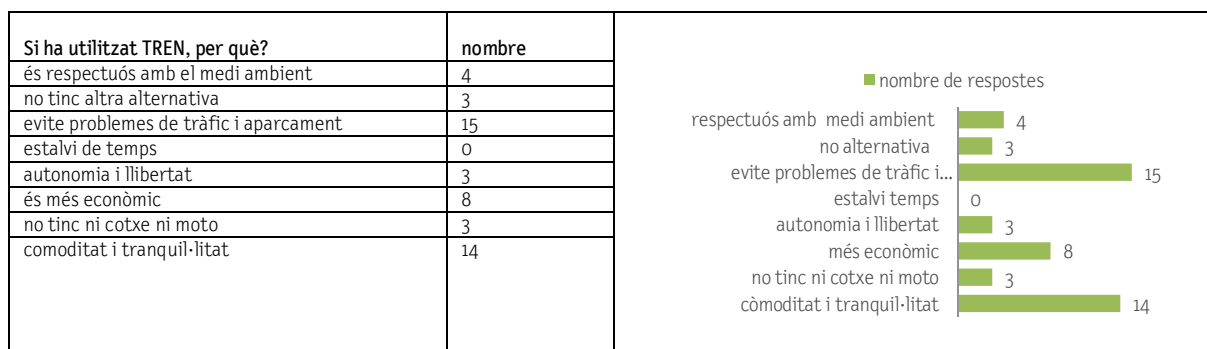 Si ha utilitzat TREN, per què? nombre
és respectuós amb el medi ambient 4
no tinc altra alternativa 3
evite problemes de tràfic i aparcament 15
estalvi de temps 0
autonomia i llibertat 3
és més econòmic 8
no tinc ni cotxe ni moto 3
comoditat i tranquil·litat 14
nombre de respostes
respectuós amb medi ambient 4
no alternativa 3
evite problemes de tràfic i... 15
estalvi temps 0
autonomia i llibertat 3
més econòmic 8
no tinc ni cotxe ni moto 3
còmoditat i tranquil·litat 14